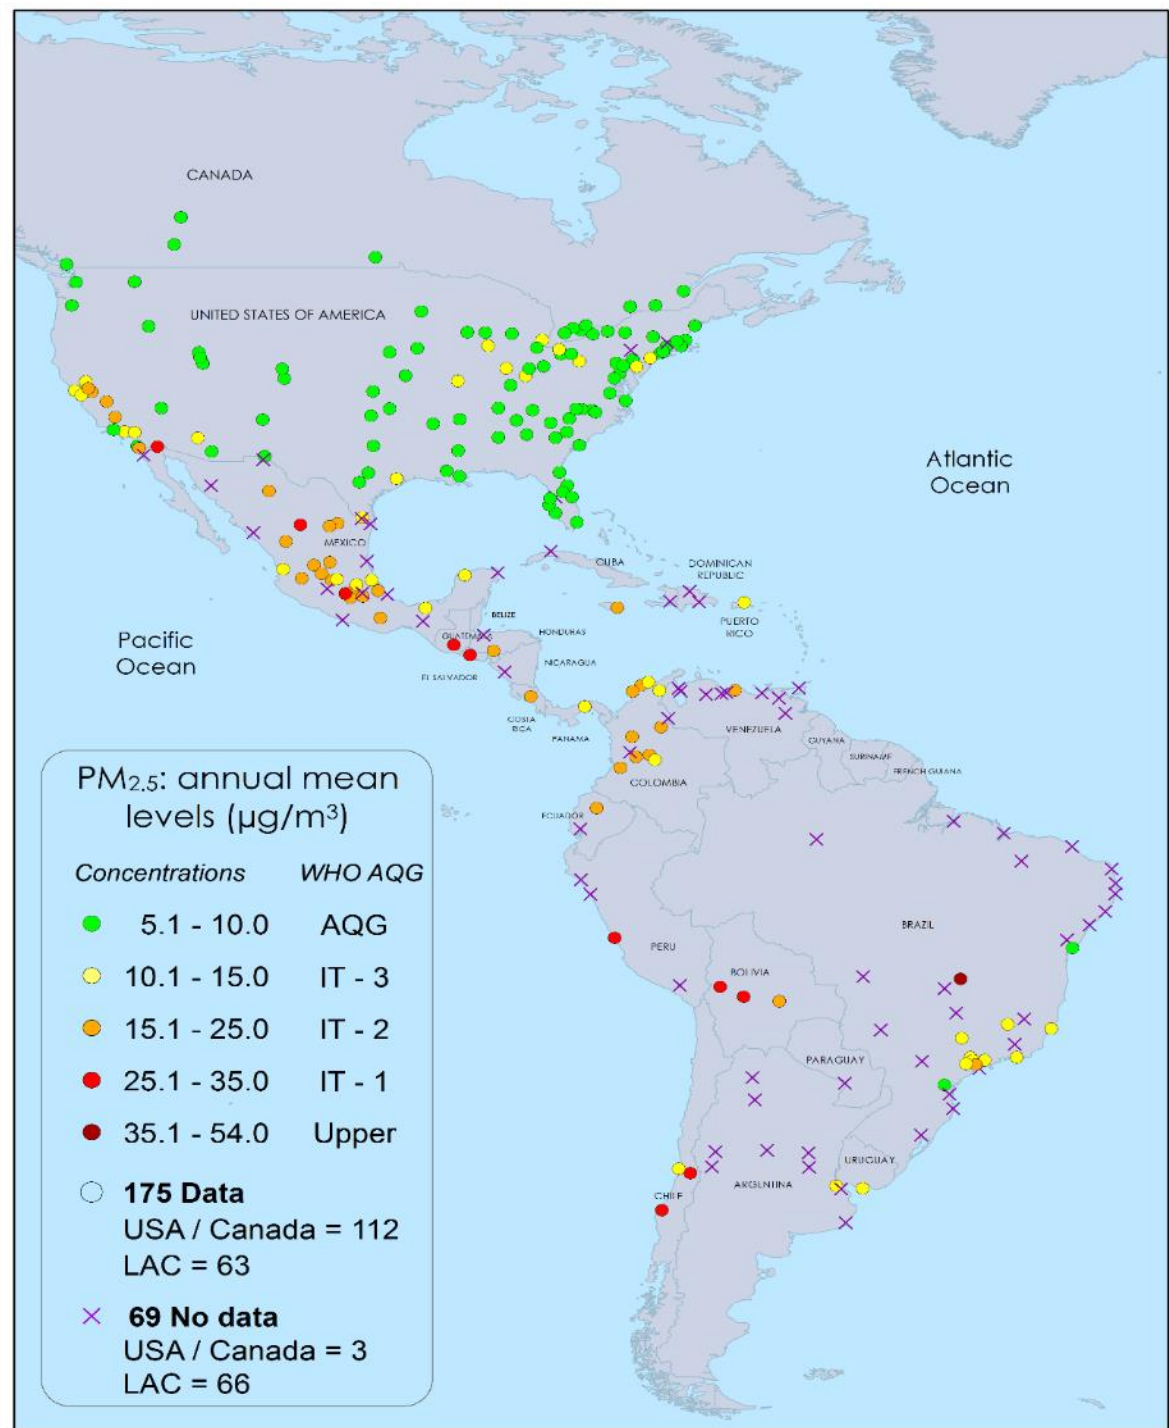 CANADA
UNITED STATES OF AMERICA
Atlantic
Ocean
MEXICO
CUBA
DOMINICAN
REPUBLIC
PUERTO
RICO
BELIZE
GUATEMALA
HONDURAS
Pacific
Ocean
NICARAGUA
EL SALVADOR
COSTA
RICA
PANAMA
VENEZUELA
GUYANA
SURINAME
FRENCH GUIANA
COLOMBIA
ECUADOR
BRAZIL
PERU
BOLIVIA
PARAGUAY
URUGUAY
ARGENTINA
CHILE
PM2.5: annual mean
levels (µg/m³)
Concentrations WHO AQG
5.1 - 10.0 AQG
10.1 - 15.0 IT - 3
15.1 - 25.0 IT - 2
25.1 - 35.0 IT - 1
35.1 - 54.0 Upper
175 Data
USA / Canada = 112
LAC = 63
69 No data
USA / Canada = 3
LAC = 66